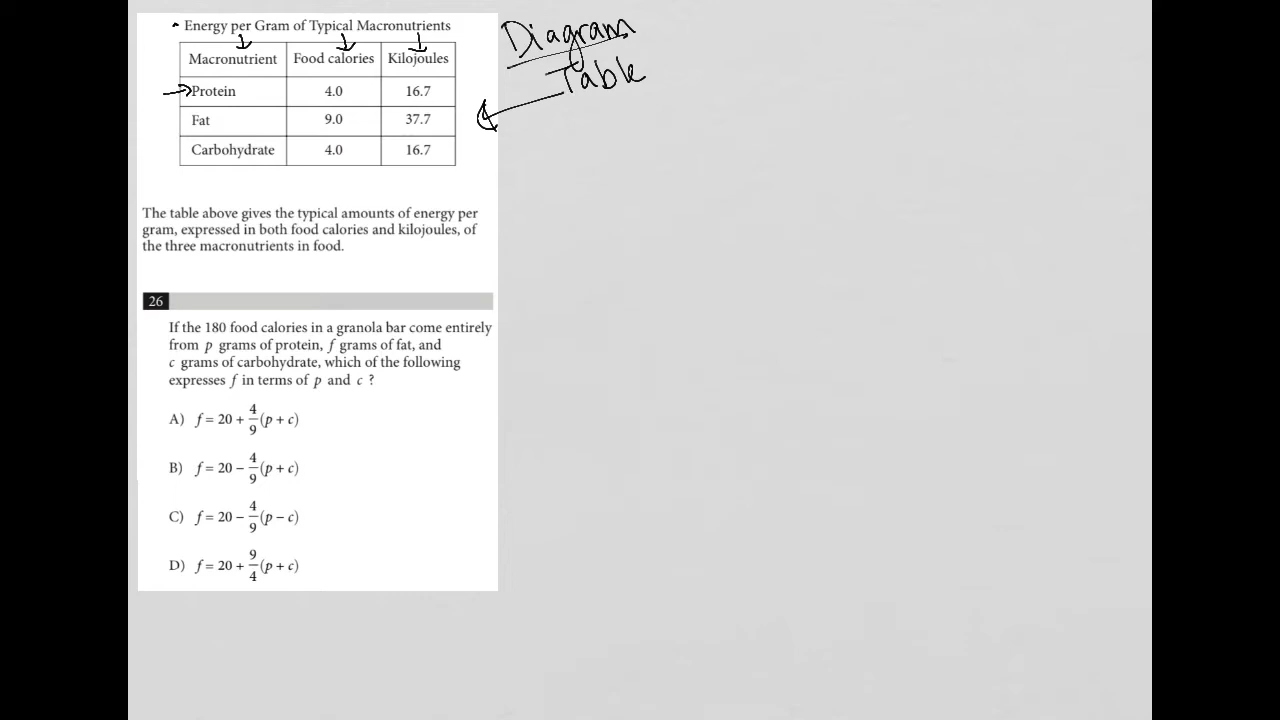 Energy per Gram of Typical Macronutrients
Macronutrient Food calories Kilojoules
Protein 4.0 16.7
Fat 9.0 37.7
Carbohydrate 4.0 16.7
Diagram
Table
The table above gives the typical amounts of energy per
gram, expressed in both food calories and kilojoules, of
the three macronutrients in food.
26
If the 180 food calories in a granola bar come entirely
from p grams of protein, f grams of fat, and
c grams of carbohydrate, which of the following
expresses f in terms of p and c ?
A) f = 20 + 4/9 (p + c)
B) f = 20 − 4/9 (p + c)
C) f = 20 − 4/9 (p − c)
D) f = 20 + 9/4 (p + c)